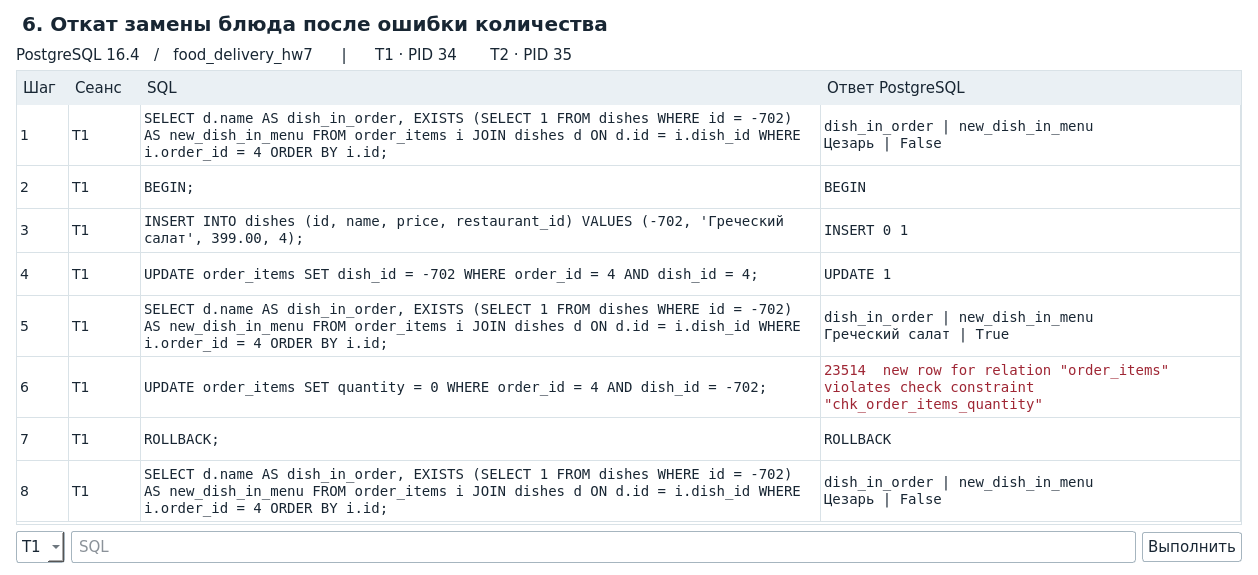 6. Откат замены блюда после ошибки количества
PostgreSQL 16.4 / food_delivery_hw7 | T1 · PID 34 T2 · PID 35
Шаг Сеанс SQL Ответ PostgreSQL
1 T1
SELECT d.name AS dish_in_order, EXISTS (SELECT 1 FROM dishes WHERE id = -702)
AS new_dish_in_menu FROM order_items i JOIN dishes d ON d.id = i.dish_id WHERE
i.order_id = 4 ORDER BY i.id;
dish_in_order | new_dish_in_menu
Цезарь | False
2 T1 BEGIN; BEGIN
3 T1
INSERT INTO dishes (id, name, price, restaurant_id) VALUES (-702, 'Греческий
салат', 399.00, 4);
INSERT 0 1
4 T1 UPDATE order_items SET dish_id = -702 WHERE order_id = 4 AND dish_id = 4; UPDATE 1
5 T1
SELECT d.name AS dish_in_order, EXISTS (SELECT 1 FROM dishes WHERE id = -702)
AS new_dish_in_menu FROM order_items i JOIN dishes d ON d.id = i.dish_id WHERE
i.order_id = 4 ORDER BY i.id;
dish_in_order | new_dish_in_menu
Греческий салат | True
6 T1 UPDATE order_items SET quantity = 0 WHERE order_id = 4 AND dish_id = -702;
23514 new row for relation "order_items"
violates check constraint
"chk_order_items_quantity"
7 T1 ROLLBACK; ROLLBACK
8 T1
SELECT d.name AS dish_in_order, EXISTS (SELECT 1 FROM dishes WHERE id = -702)
AS new_dish_in_menu FROM order_items i JOIN dishes d ON d.id = i.dish_id WHERE
i.order_id = 4 ORDER BY i.id;
dish_in_order | new_dish_in_menu
Цезарь | False
T1 SQL Выполнить